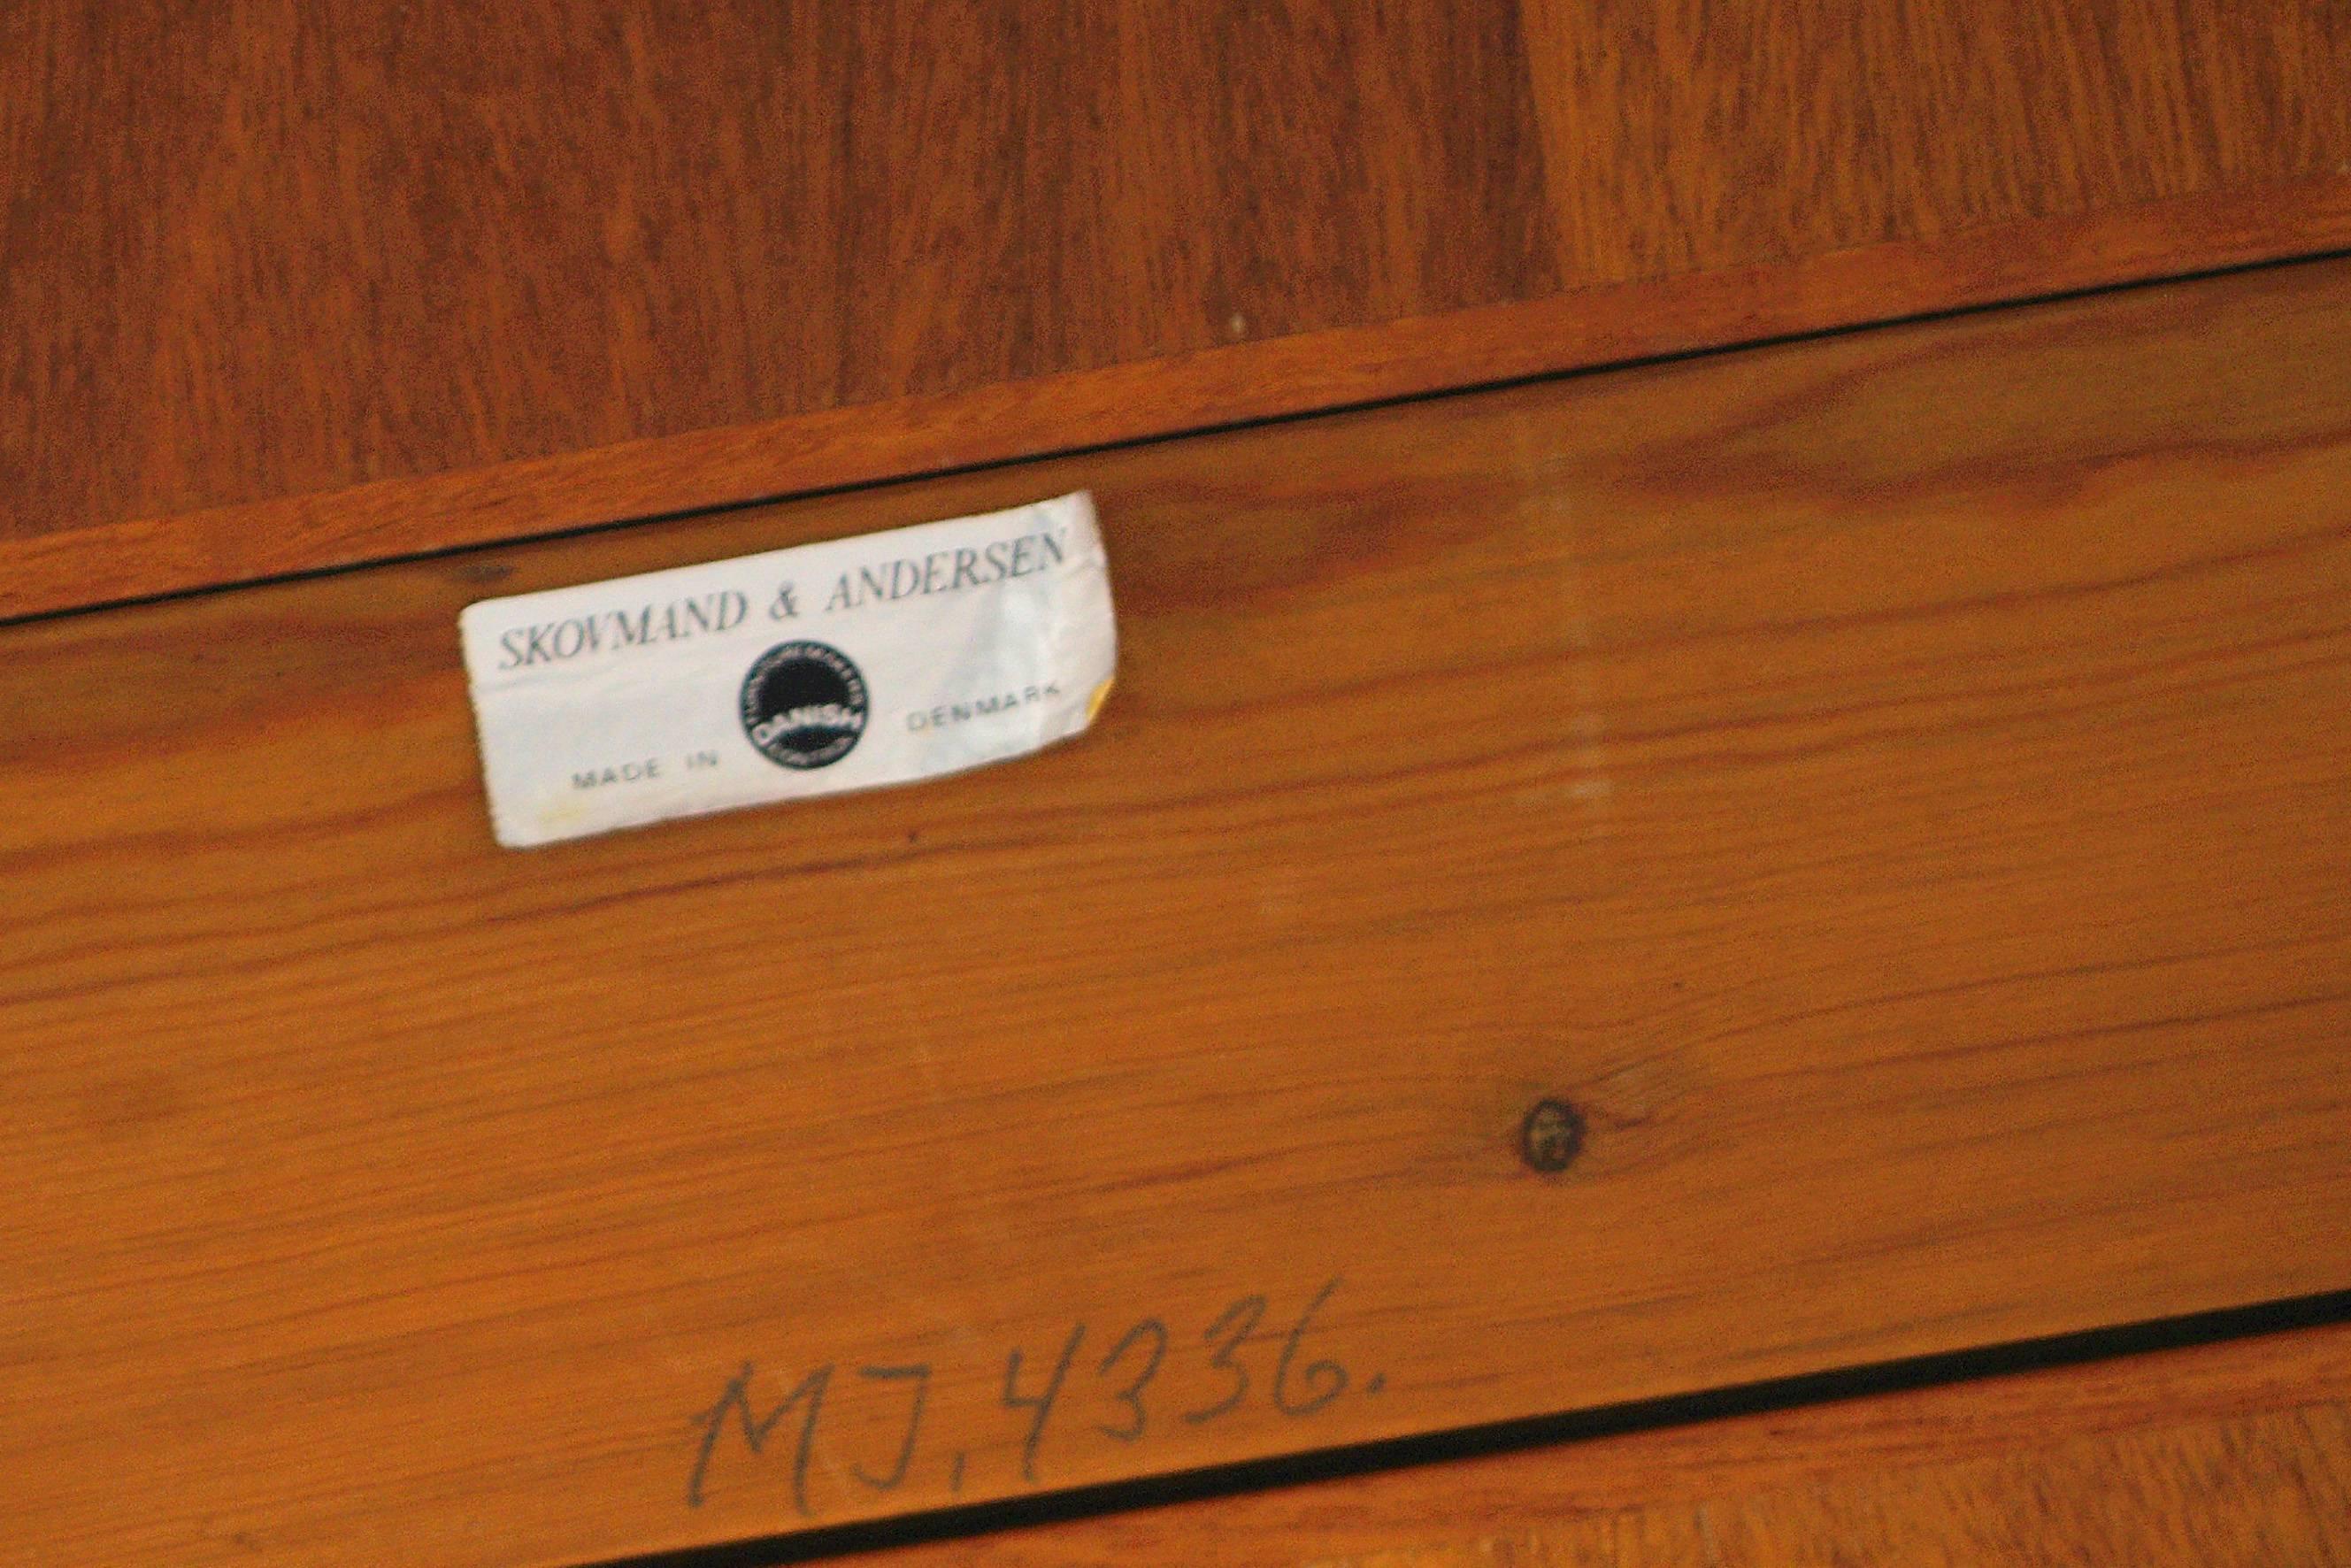 SKOVMAND & ANDERSEN
MADE IN DANISH DENMARK
MJ, 4336.